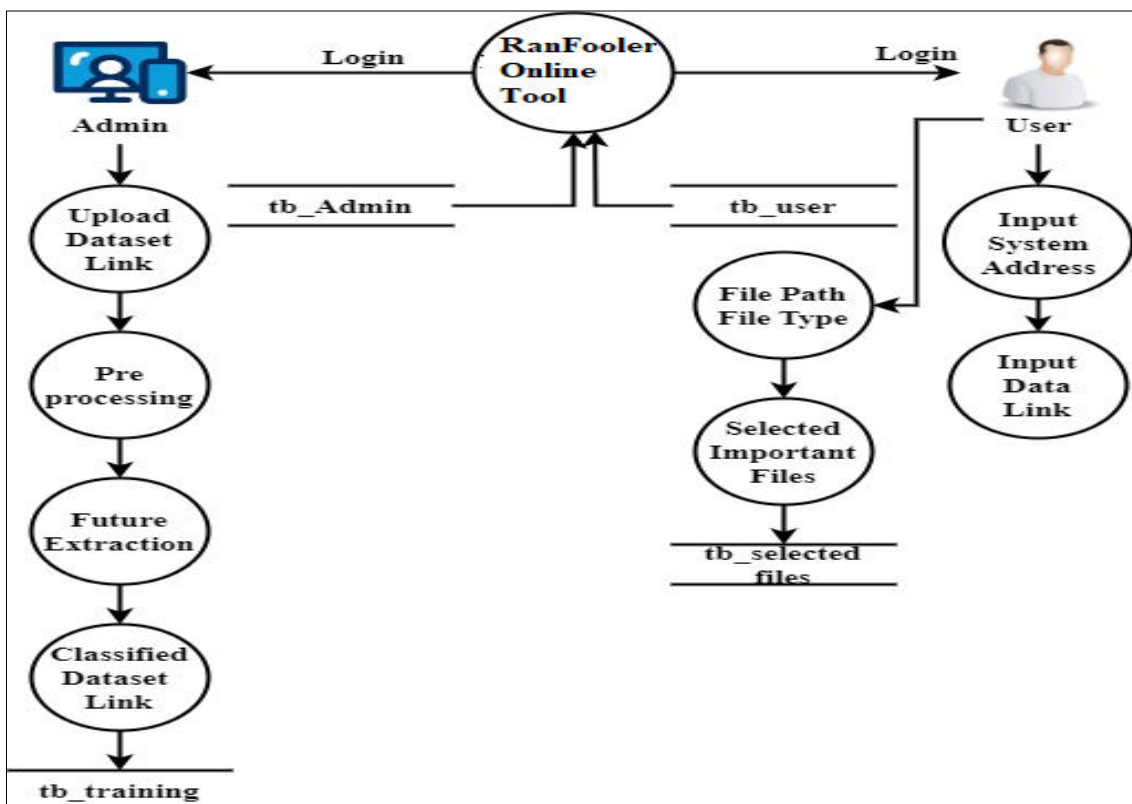 RanFooler
Online
Tool
Login
Login
Admin
User
tb_Admin
tb_user
Upload
Dataset
Link
Input
System
Address
File Path
File Type
Pre
processing
Input
Data
Link
Selected
Important
Files
Future
Extraction
tb_selected
files
Classified
Dataset
Link
tb_training